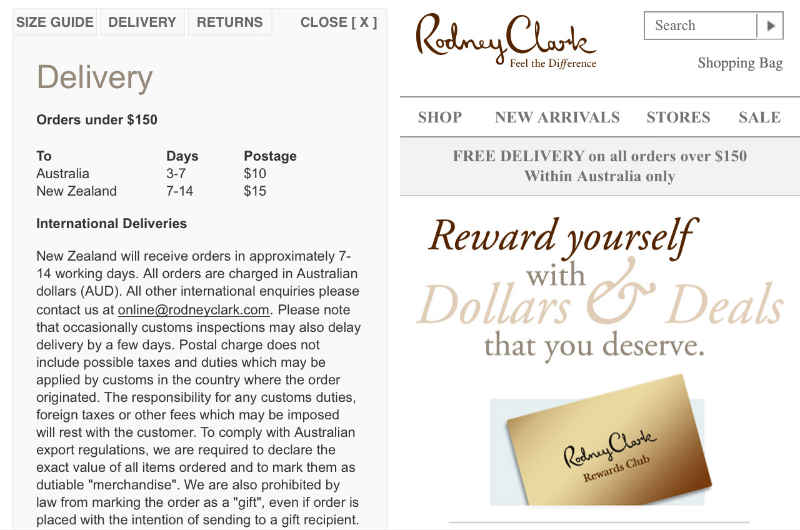 SIZE GUIDE DELIVERY RETURNS CLOSE [ X ]
Delivery
Orders under $150
To Days Postage
Australia 3-7 $10
New Zealand 7-14 $15
International Deliveries
New Zealand will receive orders in approximately 7-
14 working days. All orders are charged in Australian
dollars (AUD). All other international enquiries please
contact us at online@rodneyclark.com. Please note
that occasionally customs inspections may also delay
delivery by a few days. Postal charge does not
include possible taxes and duties which may be
applied by customs in the country where the order
originated. The responsibility for any customs duties,
foreign taxes or other fees which may be imposed
will rest with the customer. To comply with Australian
export regulations, we are required to declare the
exact value of all items ordered and to mark them as
dutiable "merchandise". We are also prohibited by
law from marking the order as a "gift", even if order is
placed with the intention of sending to a gift recipient.
Rodney Clark
Feel the Difference
Search
Shopping Bag
SHOP NEW ARRIVALS STORES SALE
FREE DELIVERY on all orders over $150
Within Australia only
Reward yourself
with
Dollars & Deals
that you deserve.
Rodney Clark
Rewards Club